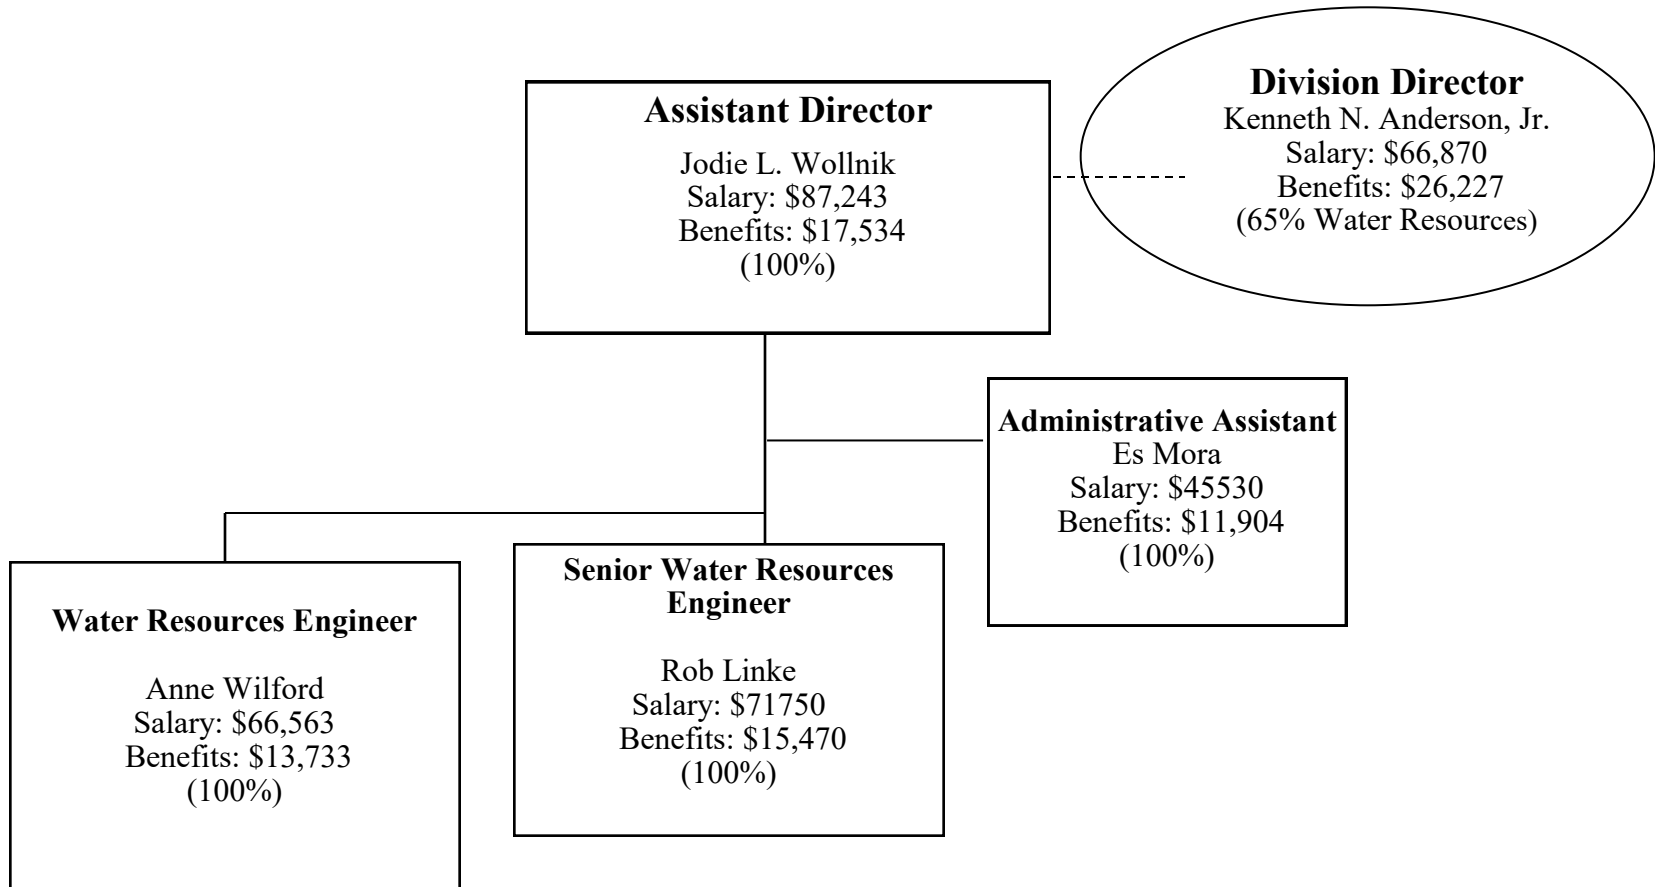 Division Director
Kenneth N. Anderson, Jr.
Salary: $66,870
Benefits: $26,227
(65% Water Resources)
Assistant Director
Jodie L. Wollnik
Salary: $87,243
Benefits: $17,534
(100%)
Administrative Assistant
Es Mora
Salary: $45530
Benefits: $11,904
(100%)
Water Resources Engineer
Anne Wilford
Salary: $66,563
Benefits: $13,733
(100%)
Senior Water Resources
Engineer
Rob Linke
Salary: $71750
Benefits: $15,470
(100%)